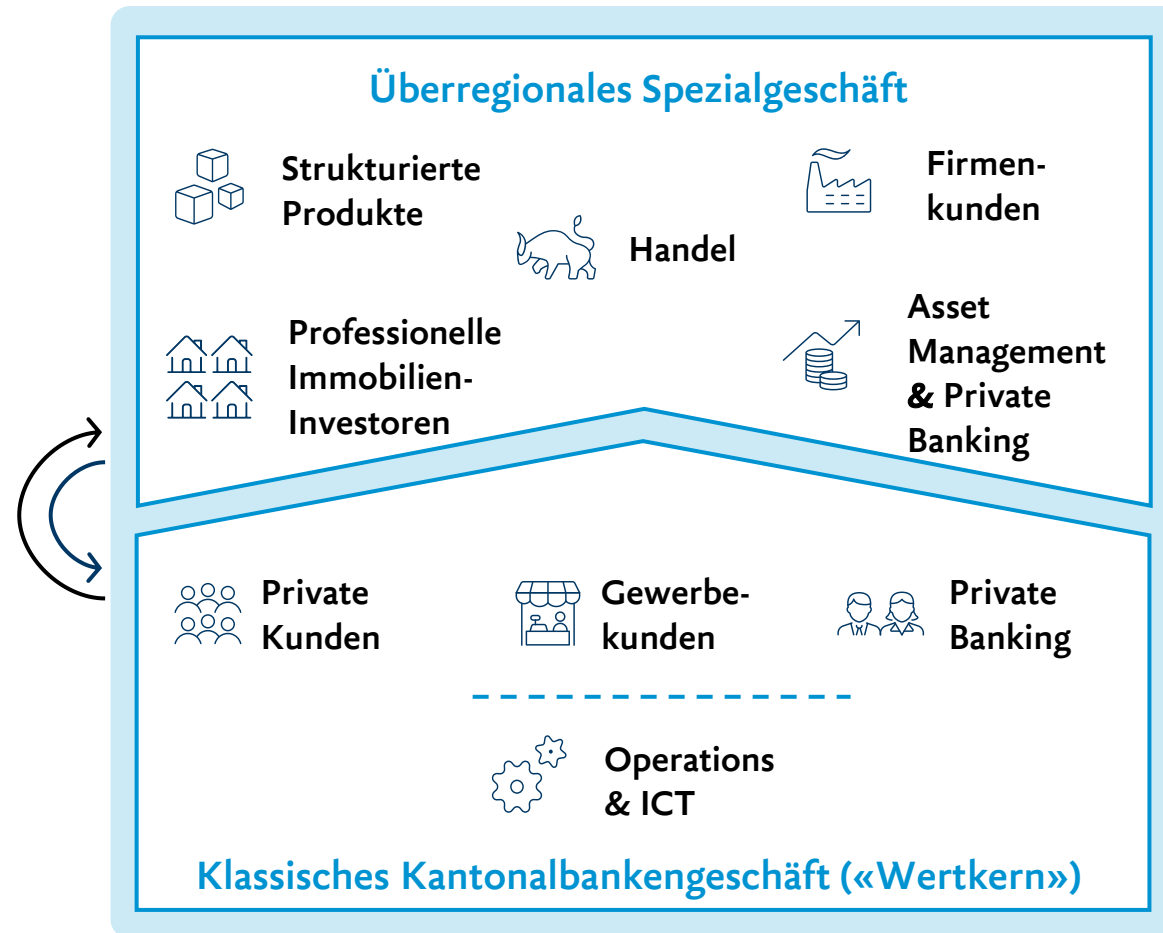 Überregionales Spezialgeschäft
Strukturierte
Produkte
Handel
Firmen-
kunden
Professionelle
Immobilien-
Investoren
Asset
Management
& Private
Banking
Private
Kunden
Gewerbe-
kunden
Private
Banking
Operations
& ICT
Klassisches Kantonalbankengeschäft («Wertkern»)